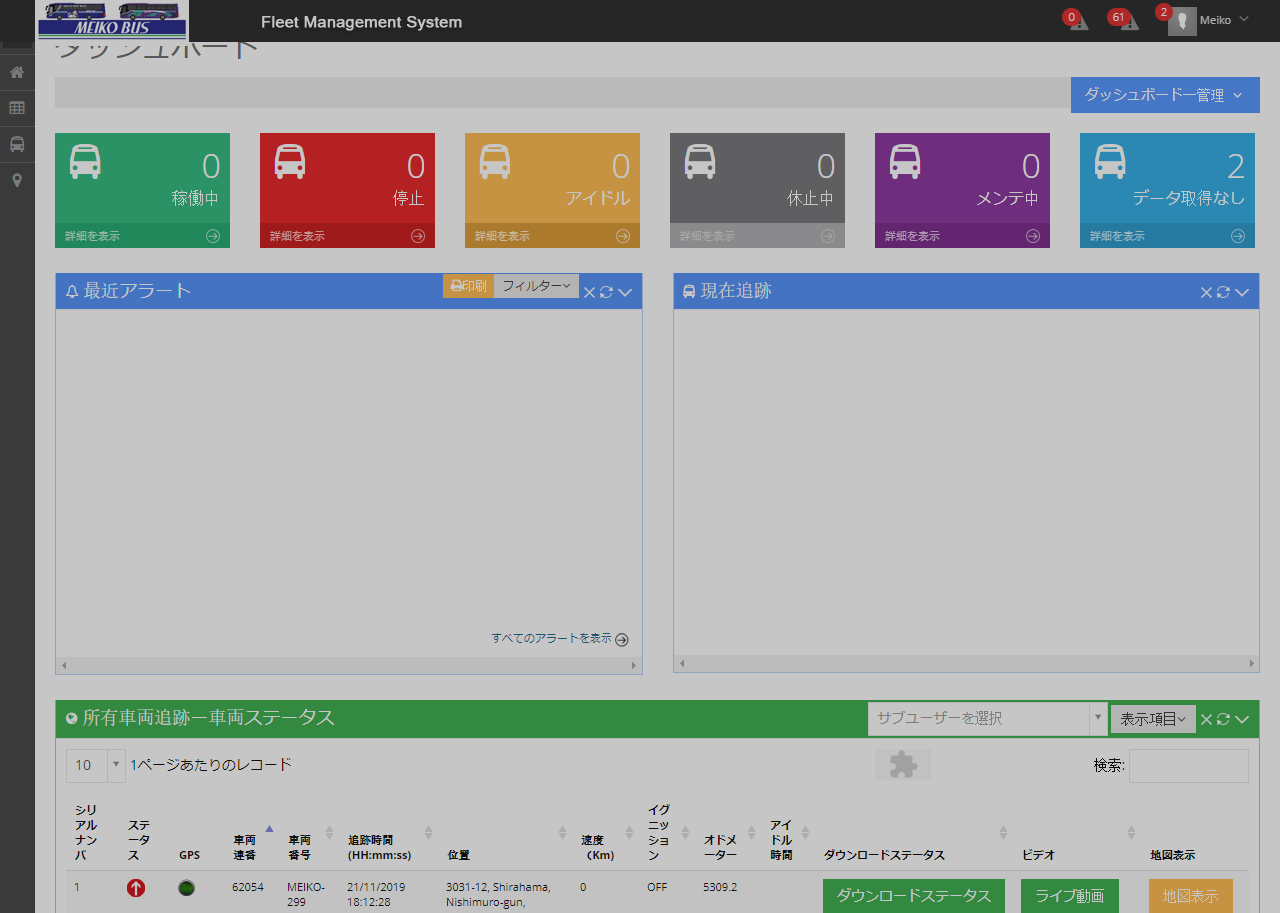 MEIKO BUS
Fleet Management System
0
61
2
Meiko
ダッシュボード
ダッシュボードー管理
0
稼働中
詳細を表示
0
停止
詳細を表示
0
アイドル
詳細を表示
0
休止中
詳細を表示
0
メンテ中
詳細を表示
2
データ取得なし
詳細を表示
最近アラート
印刷
フィルター
現在追跡
すべてのアラートを表示
所有車両追跡ー車両ステータス
サブユーザーを選択
表示項目
10
1ページあたりのレコード
検索:
シリアルナンバ
ステータス
GPS
車両連番
車両番号
追跡時間
(HH:mm:ss)
位置
速度
（Km)
イグニッション
オドメーター
アイドル時間
ダウンロードステータス
ビデオ
地図表示
1
62054
MEIKO-
299
21/11/2019
18:12:28
3031-12, Shirahama,
Nishimuro-gun,
0
OFF
5309.2
ダウンロードステータス
ライブ動画
地図表示